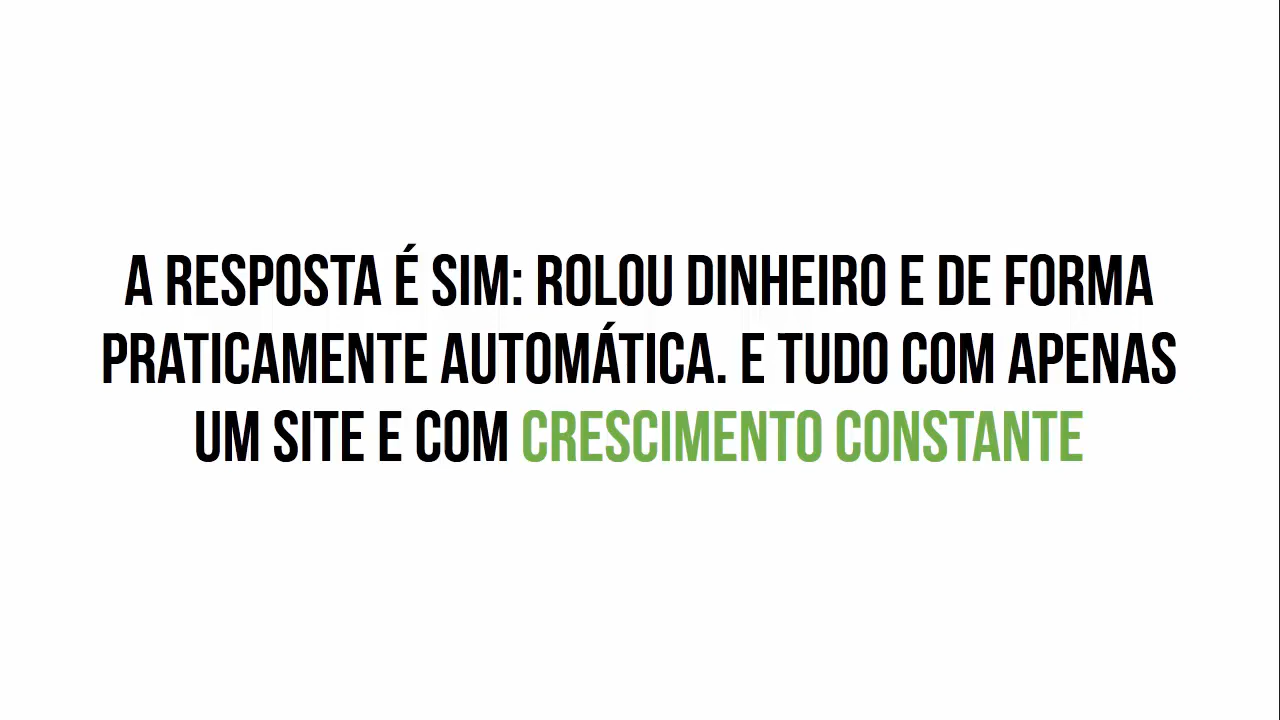 A RESPOSTA É SIM: ROLOU DINHEIRO E DE FORMA
PRATICAMENTE AUTOMÁTICA. E TUDO COM APENAS
UM SITE E COM CRESCIMENTO CONSTANTE